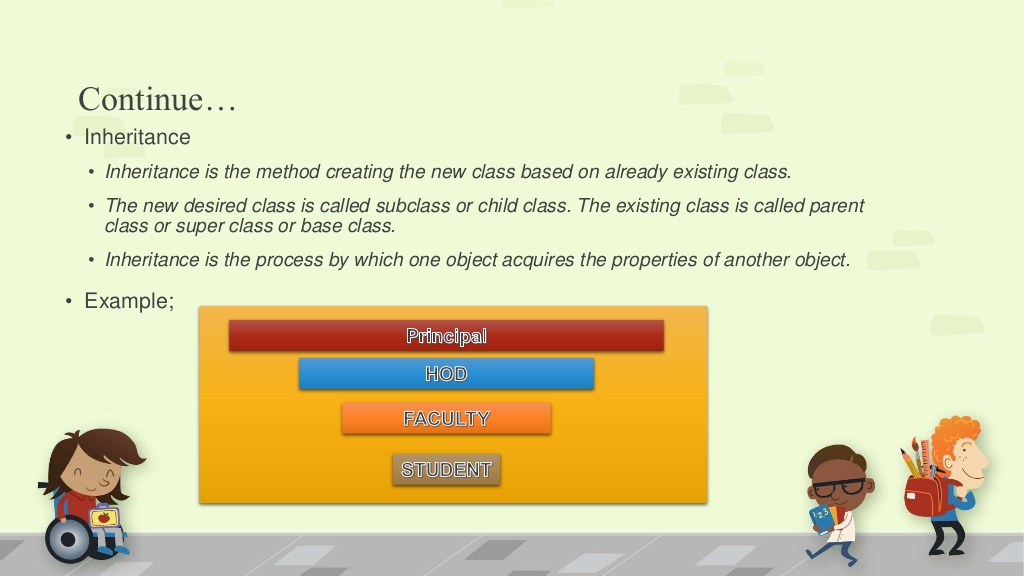 Continue…
• Inheritance
• Inheritance is the method creating the new class based on already existing class.
• The new desired class is called subclass or child class. The existing class is called parent
class or super class or base class.
• Inheritance is the process by which one object acquires the properties of another object.
• Example;
Principal
HOD
FACULTY
STUDENT
1,2,3